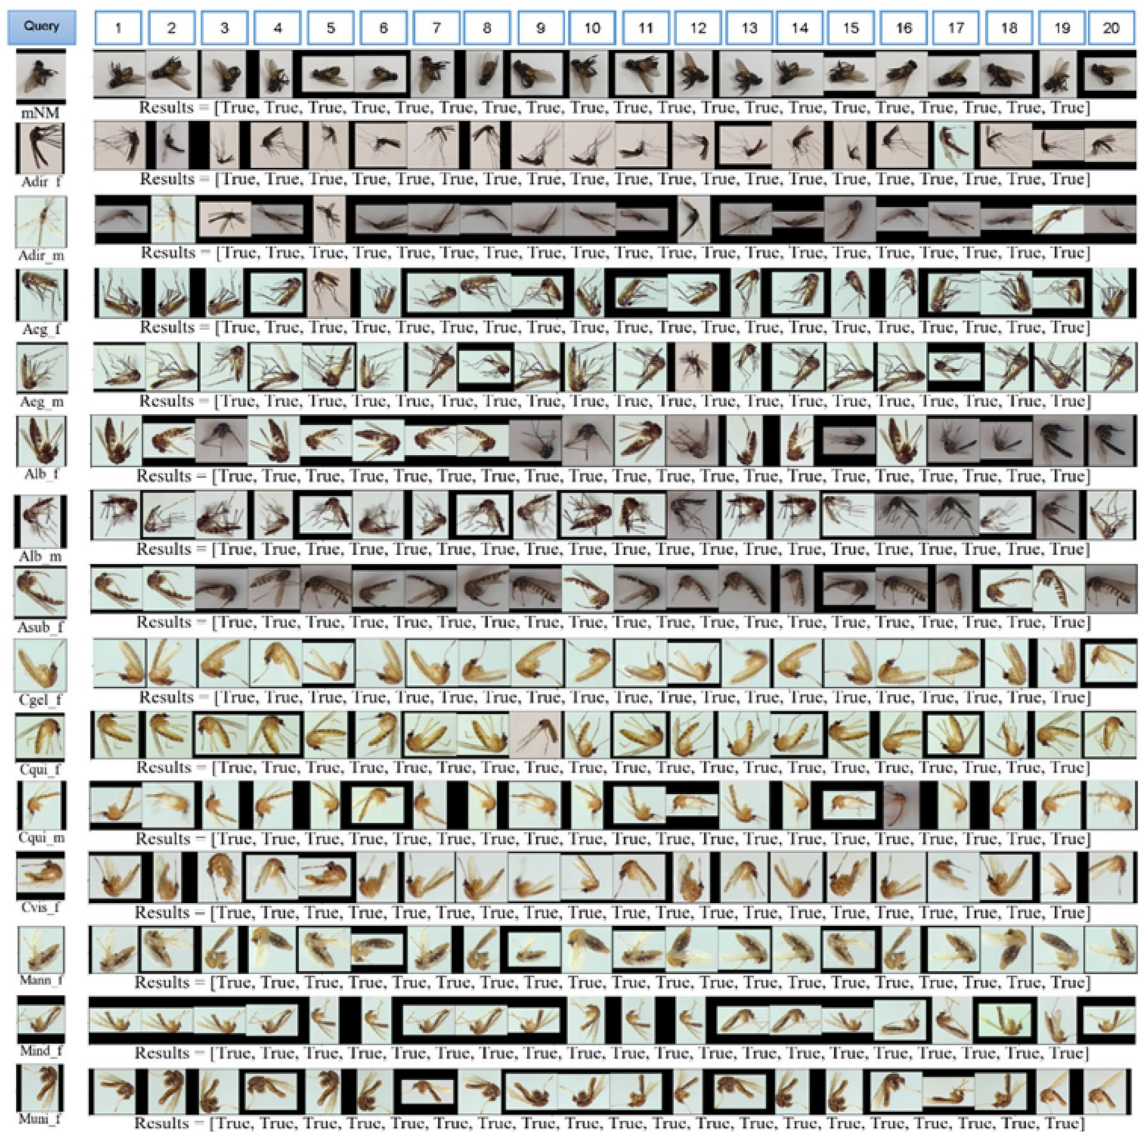 Query 1 2 3 4 5 6 7 8 9 10 11 12 13 14 15 16 17 18 19 20
mNM
Results = [True, True, True, True, True, True, True, True, True, True, True, True, True, True, True, True, True, True, True, True]
Adir_f
Results = [True, True, True, True, True, True, True, True, True, True, True, True, True, True, True, True, True, True, True, True]
Adir_m
Results = [True, True, True, True, True, True, True, True, True, True, True, True, True, True, True, True, True, True, True, True]
Aeg_f
Results = [True, True, True, True, True, True, True, True, True, True, True, True, True, True, True, True, True, True, True, True]
Aeg_m
Results = [True, True, True, True, True, True, True, True, True, True, True, True, True, True, True, True, True, True, True, True]
Alb_f
Results = [True, True, True, True, True, True, True, True, True, True, True, True, True, True, True, True, True, True, True, True]
Alb_m
Results = [True, True, True, True, True, True, True, True, True, True, True, True, True, True, True, True, True, True, True, True]
Asub_f
Results = [True, True, True, True, True, True, True, True, True, True, True, True, True, True, True, True, True, True, True, True]
Cgel_f
Results = [True, True, True, True, True, True, True, True, True, True, True, True, True, True, True, True, True, True, True, True]
Cqui_f
Results = [True, True, True, True, True, True, True, True, True, True, True, True, True, True, True, True, True, True, True, True]
Cqui_m
Results = [True, True, True, True, True, True, True, True, True, True, True, True, True, True, True, True, True, True, True, True]
Cvis_f
Results = [True, True, True, True, True, True, True, True, True, True, True, True, True, True, True, True, True, True, True, True]
Mann_f
Results = [True, True, True, True, True, True, True, True, True, True, True, True, True, True, True, True, True, True, True, True]
Mind_f
Results = [True, True, True, True, True, True, True, True, True, True, True, True, True, True, True, True, True, True, True, True]
Muni_f
Results = [True, True, True, True, True, True, True, True, True, True, True, True, True, True, True, True, True, True, True, True]